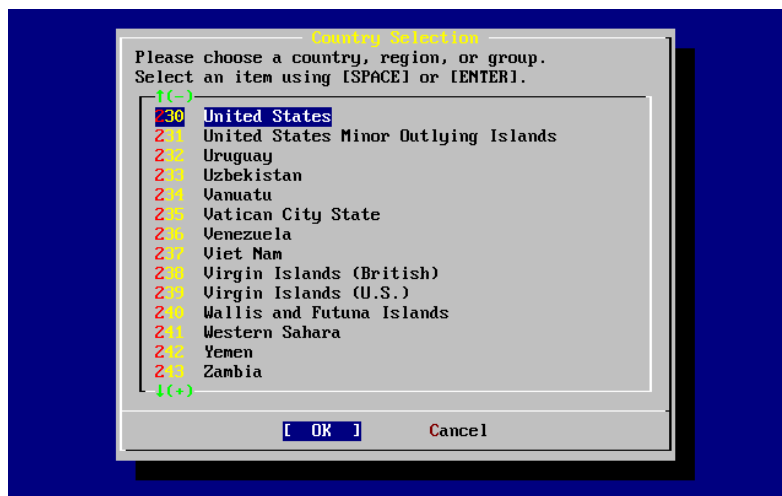 Country Selection
Please choose a country, region, or group.
Select an item using [SPACE] or [ENTER].
↑(-)
230 United States
231 United States Minor Outlying Islands
232 Uruguay
233 Uzbekistan
234 Vanuatu
235 Vatican City State
236 Venezuela
237 Viet Nam
238 Virgin Islands (British)
239 Virgin Islands (U.S.)
240 Wallis and Futuna Islands
241 Western Sahara
242 Yemen
243 Zambia
↓(+)
[ OK ] Cancel